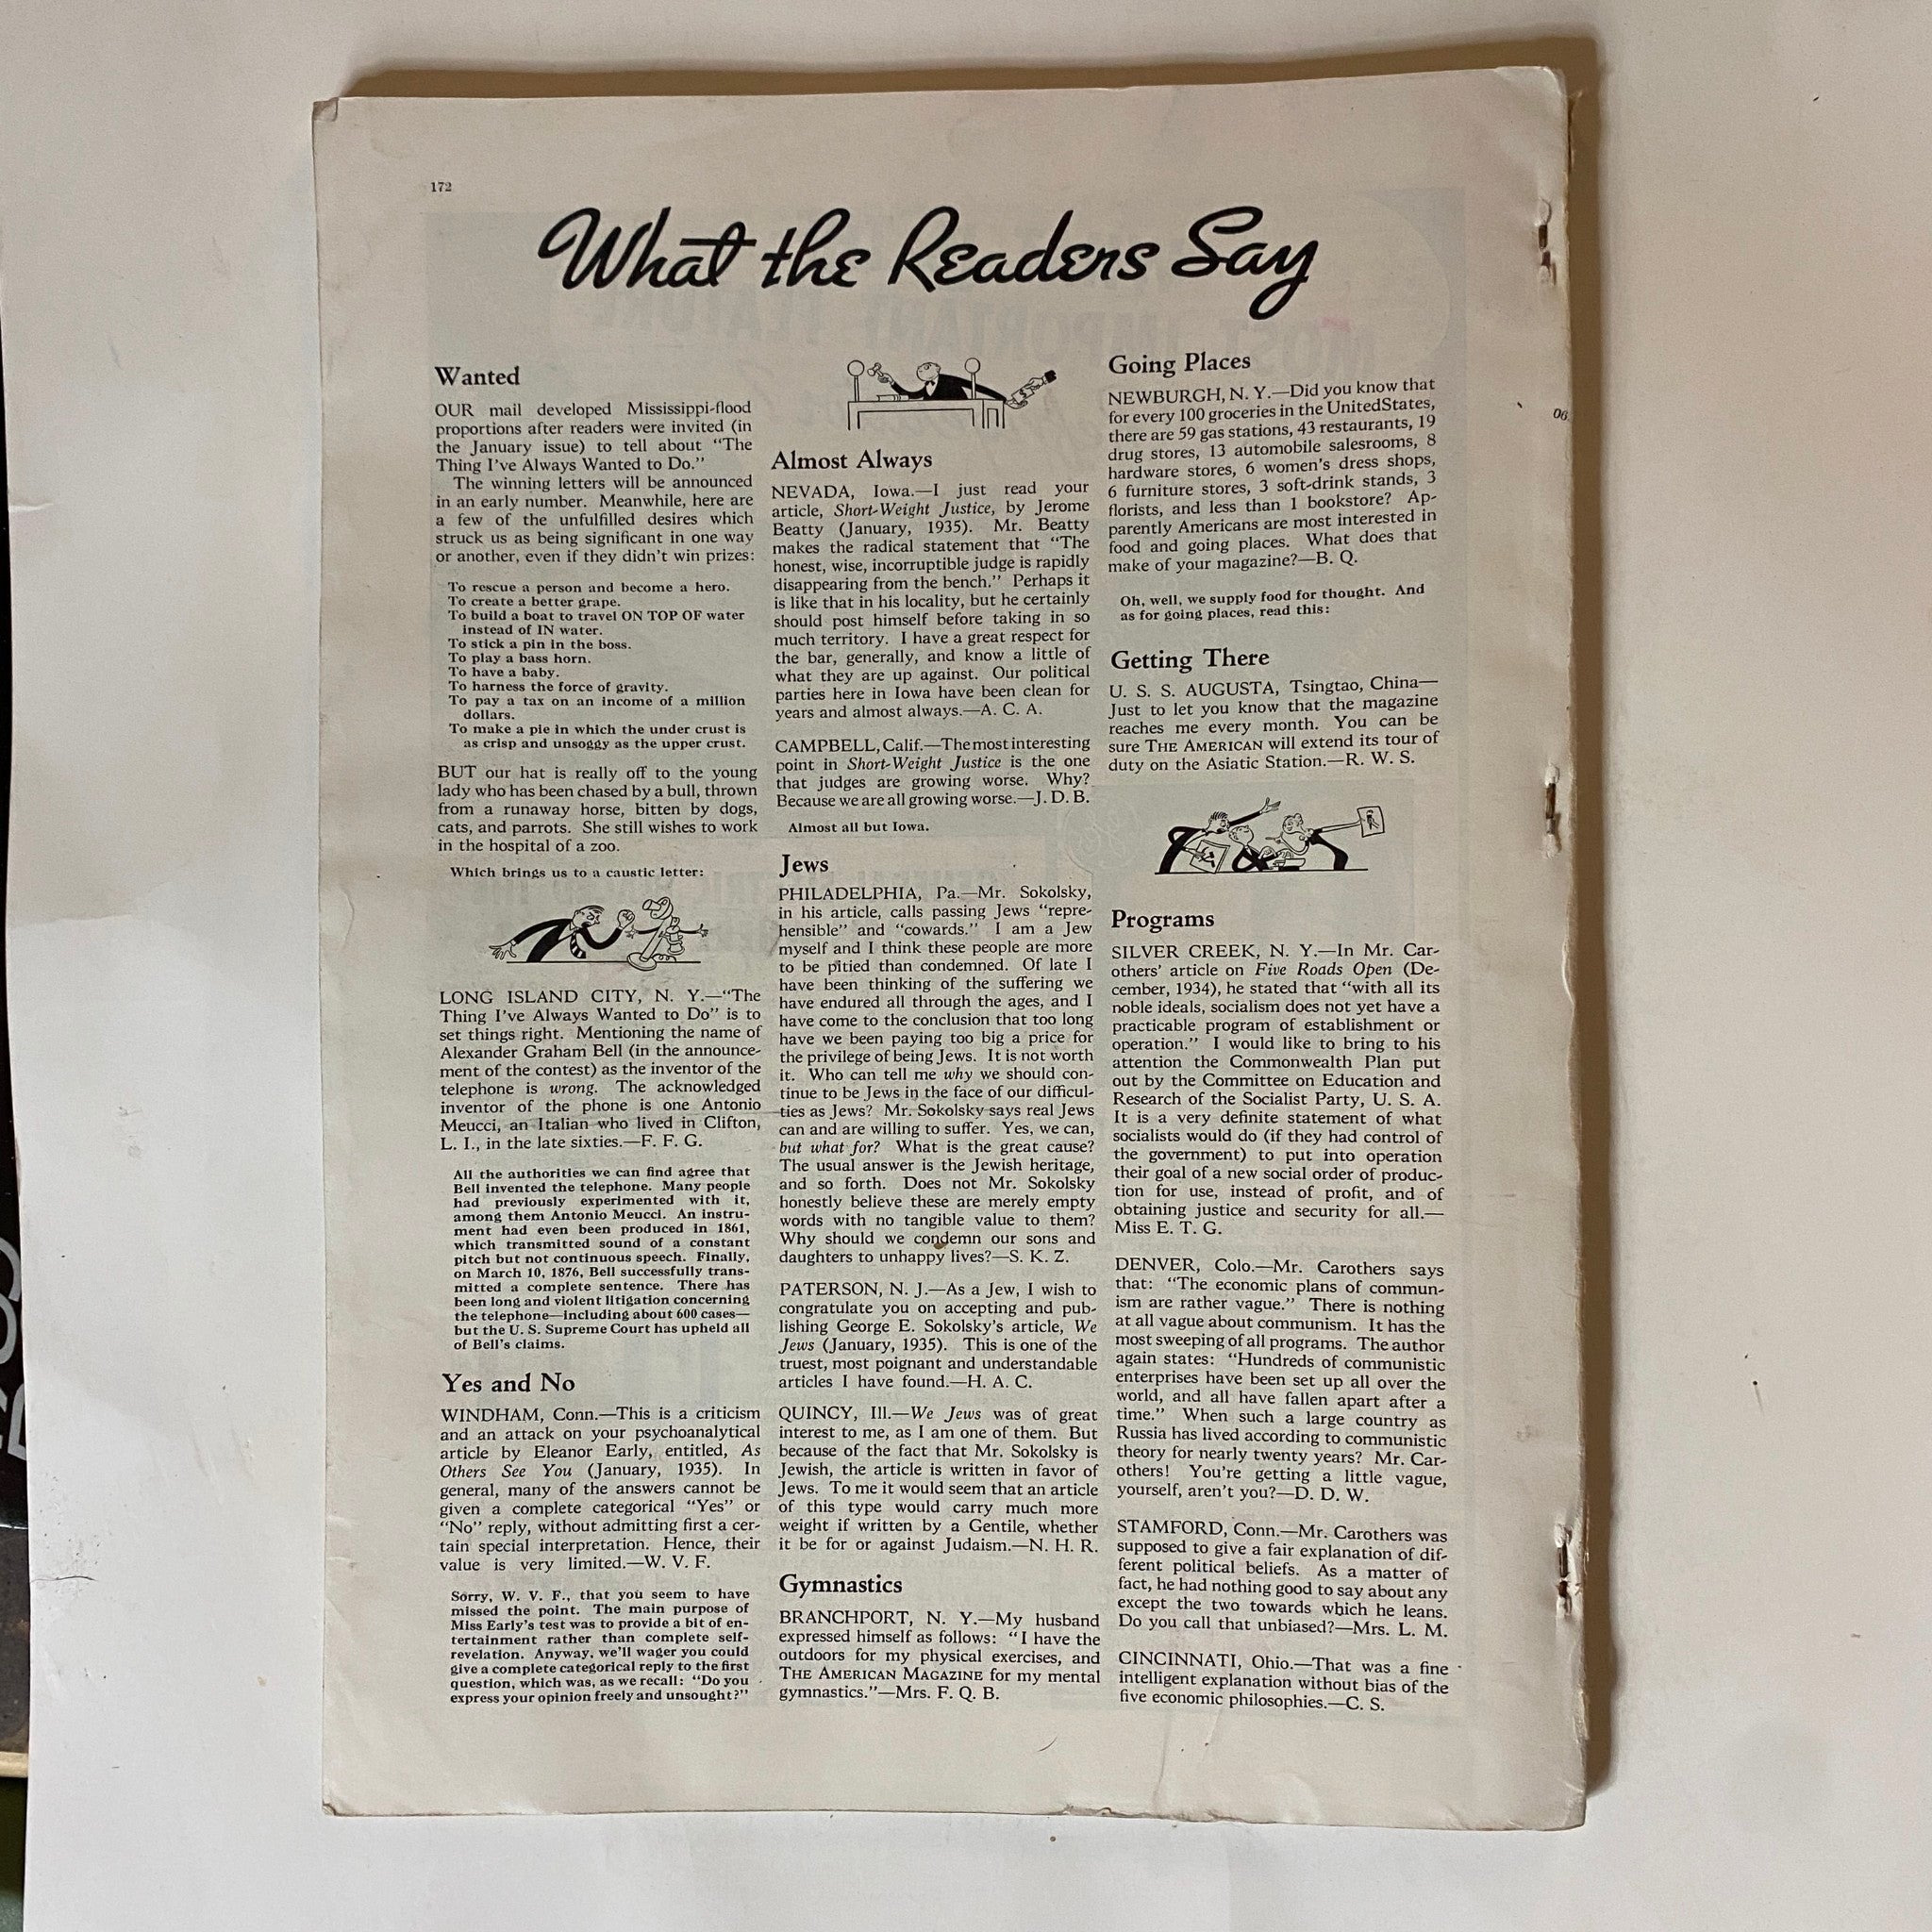 172
What the Readers Say
Wanted
OUR mail developed Mississippi-flood
proportions after readers were invited (in
the January issue) to tell about "The
Thing I've Always Wanted to Do."
The winning letters will be announced
in an early number. Meanwhile, here are
a few of the unfulfilled desires which
struck us as being significant in one way
or another, even if they didn't win prizes:
To rescue a person and become a hero.
To create a better grape.
To build a boat to travel ON TOP OF water
instead of IN water.
To stick a pin in the boss.
To play a bass horn.
To have a baby.
To harness the force of gravity.
To pay a tax on an income of a million
dollars.
To make a pie in which the under crust is
as crisp and unsoggy as the upper crust.
BUT our hat is really off to the young
lady who has been chased by a bull, thrown
from a runaway horse, bitten by dogs,
cats, and parrots. She still wishes to work
in the hospital of a zoo.
Which brings us to a caustic letter:
LONG ISLAND CITY, N. Y.—"The
Thing I've Always Wanted to Do" is to
set things right. Mentioning the name of
Alexander Graham Bell (in the announce-
ment of the contest) as the inventor of the
telephone is wrong. The acknowledged
inventor of the phone is one Antonio
Meucci, an Italian who lived in Clifton,
L. I., in the late sixties.—F. F. G.
All the authorities we can find agree that
Bell invented the telephone. Many people
had previously experimented with it,
among them Antonio Meucci. An instru-
ment had even been produced in 1861,
which transmitted sound of a constant
pitch but not continuous speech. Finally,
on March 10, 1876, Bell successfully trans-
mitted a complete sentence. There has
been long and violent litigation concerning
the telephone—including about 600 cases—
but the U. S. Supreme Court has upheld all
of Bell's claims.
Yes and No
WINDHAM, Conn.—This is a criticism
and an attack on your psychoanalytical
article by Eleanor Early, entitled, As
Others See You (January, 1935). In
general, many of the answers cannot be
given a complete categorical "Yes" or
"No" reply, without admitting first a cer-
tain special interpretation. Hence, their
value is very limited.—W. V. F.
Sorry, W. V. F., that you seem to have
missed the point. The main purpose of
Miss Early's test was to provide a bit of en-
tertainment rather than complete self-
revelation. Anyway, we'll wager you could
give a complete categorical reply to the first
question, which was, as we recall: "Do you
express your opinion freely and unsought?"
Almost Always
NEVADA, Iowa.—I just read your
article, Short-Weight Justice, by Jerome
Beatty (January, 1935). Mr. Beatty
makes the radical statement that "The
honest, wise, incorruptible judge is rapidly
disappearing from the bench." Perhaps it
is like that in his locality, but he certainly
should post himself before taking in so
much territory. I have a great respect for
the bar, generally, and know a little of
what they are up against. Our political
parties here in Iowa have been clean for
years and almost always.—A. C. A.
CAMPBELL, Calif.—The most interesting
point in Short-Weight Justice is the one
that judges are growing worse. Why?
Because we are all growing worse.—J. D. B.
Almost all but Iowa.
Jews
PHILADELPHIA, Pa.—Mr. Sokolsky,
in his article, calls passing Jews "repre-
hensible" and "cowards." I am a Jew
myself and I think these people are more
to be pitied than condemned. Of late I
have been thinking of the suffering we
have endured all through the ages, and I
have come to the conclusion that too long
have we been paying too big a price for
the privilege of being Jews. It is not worth
it. Who can tell me why we should con-
tinue to be Jews in the face of our difficul-
ties as Jews? Mr. Sokolsky says real Jews
can and are willing to suffer. Yes, we can,
but what for? What is the great cause?
The usual answer is the Jewish heritage,
and so forth. Does not Mr. Sokolsky
honestly believe these are merely empty
words with no tangible value to them?
Why should we condemn our sons and
daughters to unhappy lives?—S. K. Z.
PATERSON, N. J.—As a Jew, I wish to
congratulate you on accepting and pub-
lishing George E. Sokolsky's article, We
Jews (January, 1935). This is one of the
truest, most poignant and understandable
articles I have found.—H. A. C.
QUINCY, Ill.—We Jews was of great
interest to me, as I am one of them. But
because of the fact that Mr. Sokolsky is
Jewish, the article is written in favor of
Jews. To me it would seem that an article
of this type would carry much more
weight if written by a Gentile, whether
it be for or against Judaism.—N. H. R.
Gymnastics
BRANCHPORT, N. Y.—My husband
expressed himself as follows: "I have the
outdoors for my physical exercises, and
THE AMERICAN MAGAZINE for my mental
gymnastics."—Mrs. F. Q. B.
Going Places
NEWBURGH, N. Y.—Did you know that
for every 100 groceries in the UnitedStates,
there are 59 gas stations, 43 restaurants, 19
drug stores, 13 automobile salesrooms, 8
hardware stores, 6 women's dress shops,
6 furniture stores, 3 soft-drink stands, 3
florists, and less than 1 bookstore? Ap-
parently Americans are most interested in
food and going places. What does that
make of your magazine?—B. Q.
Oh, well, we supply food for thought. And
as for going places, read this:
Getting There
U. S. S. AUGUSTA, Tsingtao, China—
Just to let you know that the magazine
reaches me every month. You can be
sure THE AMERICAN will extend its tour of
duty on the Asiatic Station.—R. W. S.
Programs
SILVER CREEK, N. Y.—In Mr. Car-
others' article on Five Roads Open (De-
cember, 1934), he stated that "with all its
noble ideals, socialism does not yet have a
practicable program of establishment or
operation." I would like to bring to his
attention the Commonwealth Plan put
out by the Committee on Education and
Research of the Socialist Party, U. S. A.
It is a very definite statement of what
socialists would do (if they had control of
the government) to put into operation
their goal of a new social order of produc-
tion for use, instead of profit, and of
obtaining justice and security for all.—
Miss E. T. G.
DENVER, Colo.—Mr. Carothers says
that: "The economic plans of commun-
ism are rather vague." There is nothing
at all vague about communism. It has the
most sweeping of all programs. The author
again states: "Hundreds of communistic
enterprises have been set up all over the
world, and all have fallen apart after a
time." When such a large country as
Russia has lived according to communistic
theory for nearly twenty years? Mr. Car-
others! You're getting a little vague,
yourself, aren't you?—D. D. W.
STAMFORD, Conn.—Mr. Carothers was
supposed to give a fair explanation of dif-
ferent political beliefs. As a matter of
fact, he had nothing good to say about any
except the two towards which he leans.
Do you call that unbiased?—Mrs. L. M.
CINCINNATI, Ohio.—That was a fine
intelligent explanation without bias of the
five economic philosophies.—C. S.
06